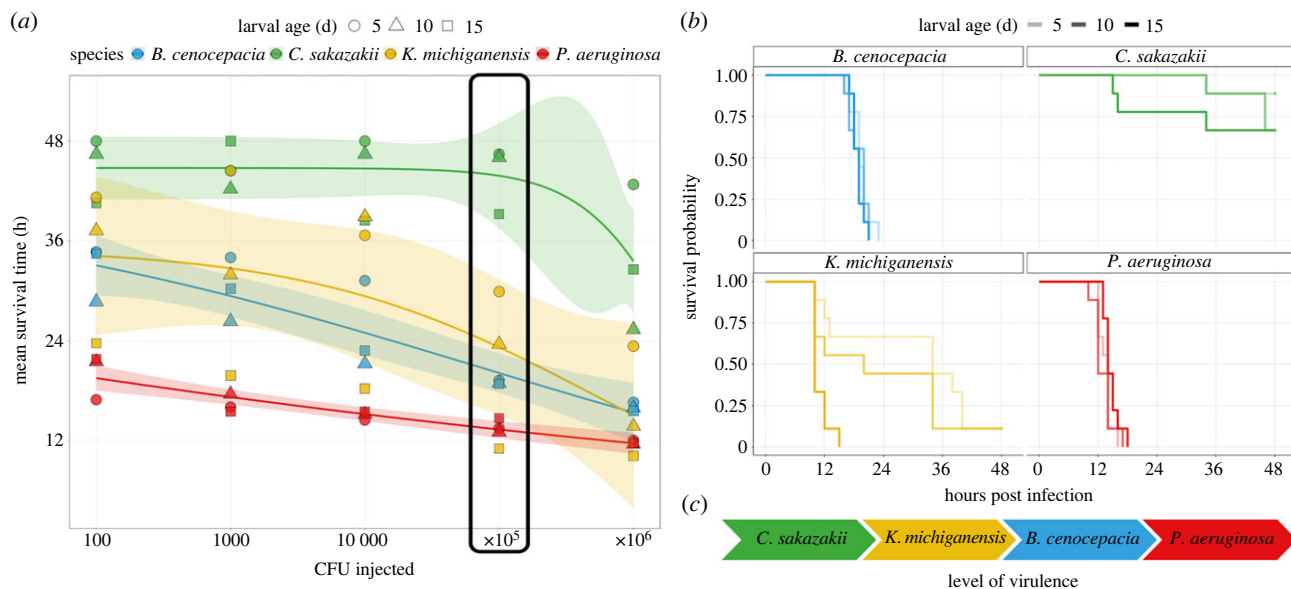 (a)
larval age (d) 5 10 15
species B. cenocepacia C. sakazakii K. michiganensis P. aeruginosa
mean survival time (h)
48
36
24
12
100 1000 10 000 ×10⁵ ×10⁶
CFU injected
(b)
larval age (d) 5 10 15
B. cenocepacia C. sakazakii
survival probability
1.00
0.75
0.50
0.25
0
K. michiganensis P. aeruginosa
1.00
0.75
0.50
0.25
0
0 12 24 36 48 0 12 24 36 48
hours post infection
(c)
C. sakazakii K. michiganensis B. cenocepacia P. aeruginosa
level of virulence